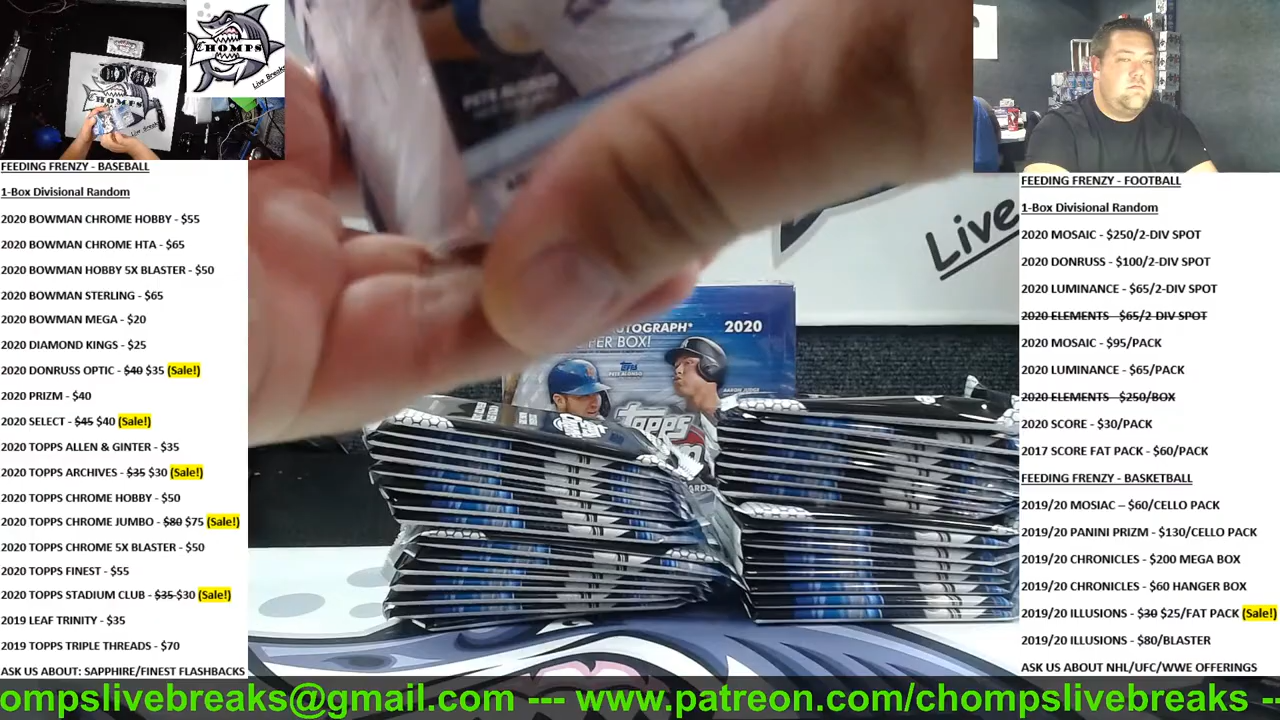 CHOMPS
Live Breaks
FEEDING FRENZY - BASEBALL
1-Box Divisional Random
2020 BOWMAN CHROME HOBBY - $55
2020 BOWMAN CHROME HTA - $65
2020 BOWMAN HOBBY 5X BLASTER - $50
2020 BOWMAN STERLING - $65
2020 BOWMAN MEGA - $20
2020 DIAMOND KINGS - $25
2020 DONRUSS OPTIC - $40 $35 (Sale!)
2020 PRIZM - $40
2020 SELECT - $45 $40 (Sale!)
2020 TOPPS ALLEN & GINTER - $35
2020 TOPPS ARCHIVES - $35 $30 (Sale!)
2020 TOPPS CHROME HOBBY - $50
2020 TOPPS CHROME JUMBO - $80 $75 (Sale!)
2020 TOPPS CHROME 5X BLASTER - $50
2020 TOPPS FINEST - $55
2020 TOPPS STADIUM CLUB - $35 $30 (Sale!)
2019 LEAF TRINITY - $35
2019 TOPPS TRIPLE THREADS - $70
ASK US ABOUT: SAPPHIRE/FINEST FLASHBACKS
PETE ALONSO
Live
2020
PER BOX!
topps
FEEDING FRENZY - FOOTBALL
1-Box Divisional Random
2020 MOSAIC - $250/2-DIV SPOT
2020 DONRUSS - $100/2-DIV SPOT
2020 LUMINANCE - $65/2-DIV SPOT
2020 ELEMENTS - $65/2-DIV SPOT
2020 MOSAIC - $95/PACK
2020 LUMINANCE - $65/PACK
2020 ELEMENTS - $250/BOX
2020 SCORE - $30/PACK
2017 SCORE FAT PACK - $60/PACK
FEEDING FRENZY - BASKETBALL
2019/20 MOSIAC -- $60/CELLO PACK
2019/20 PANINI PRIZM - $130/CELLO PACK
2019/20 CHRONICLES - $200 MEGA BOX
2019/20 CHRONICLES - $60 HANGER BOX
2019/20 ILLUSIONS - $30 $25/FAT PACK (Sale!)
2019/20 ILLUSIONS - $80/BLASTER
ASK US ABOUT NHL/UFC/WWE OFFERINGS
ompslivebreaks@gmail.com --- www.patreon.com/chompslivebreaks --